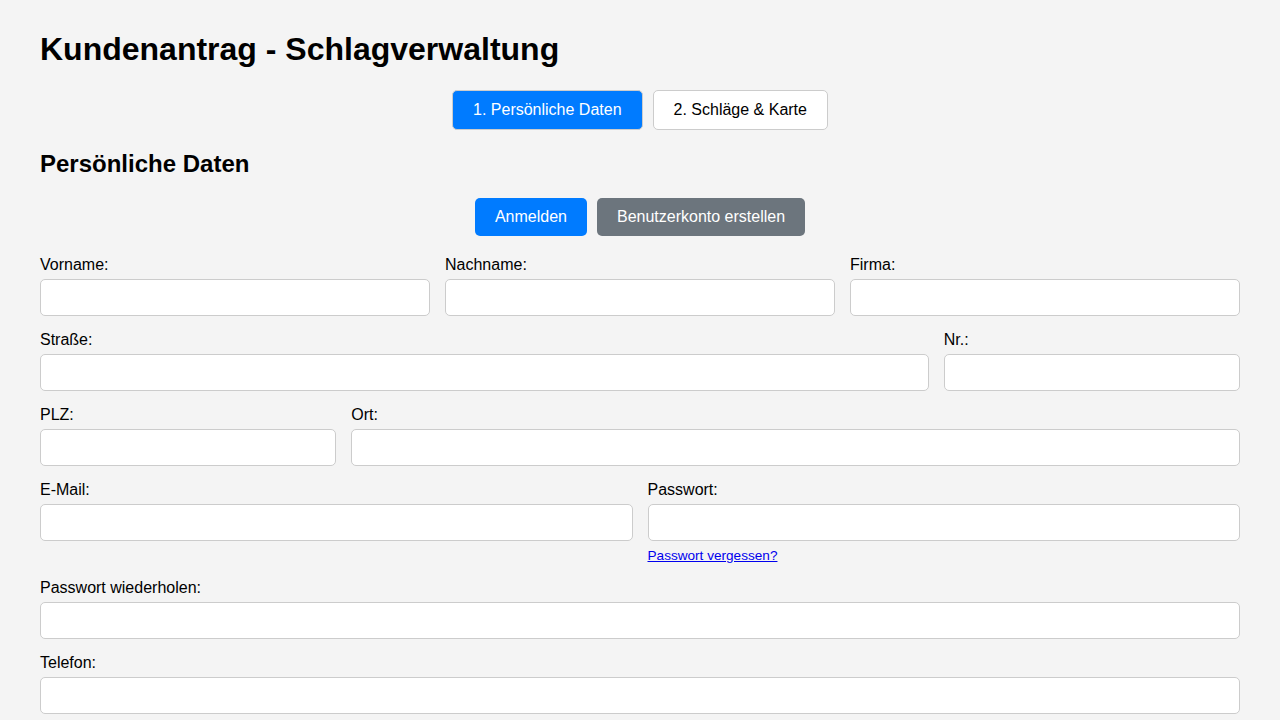 Kundenantrag - Schlagverwaltung
1. Persönliche Daten
2. Schläge & Karte
Persönliche Daten
Anmelden
Benutzerkonto erstellen
Vorname:
Nachname:
Firma:
Straße:
Nr.:
PLZ:
Ort:
E-Mail:
Passwort:
Passwort vergessen?
Passwort wiederholen:
Telefon: